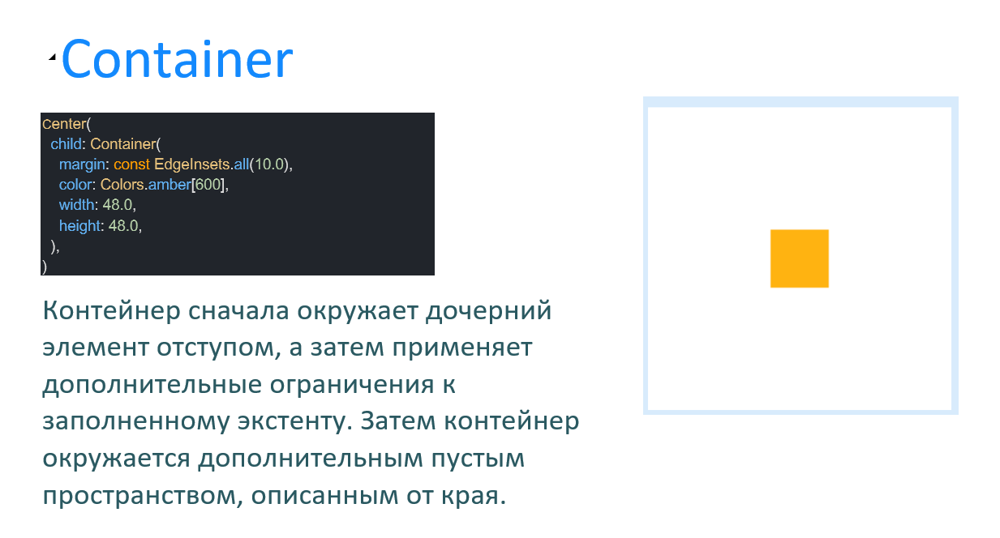 Container
Center(
child: Container(
margin: const EdgeInsets.all(10.0),
color: Colors.amber[600],
width: 48.0,
height: 48.0,
),
)
Контейнер сначала окружает дочерний
элемент отступом, а затем применяет
дополнительные ограничения к
заполненному экстенту. Затем контейнер
окружается дополнительным пустым
пространством, описанным от края.